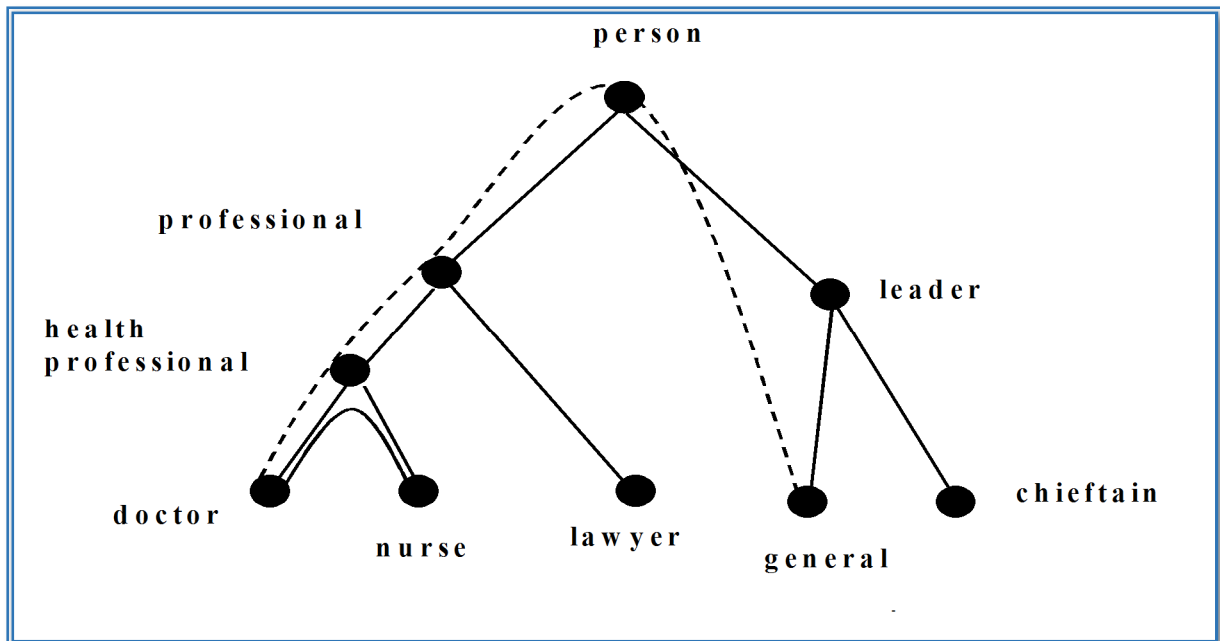 person
professional
leader
health
professional
chieftain
doctor
lawyer
nurse
general